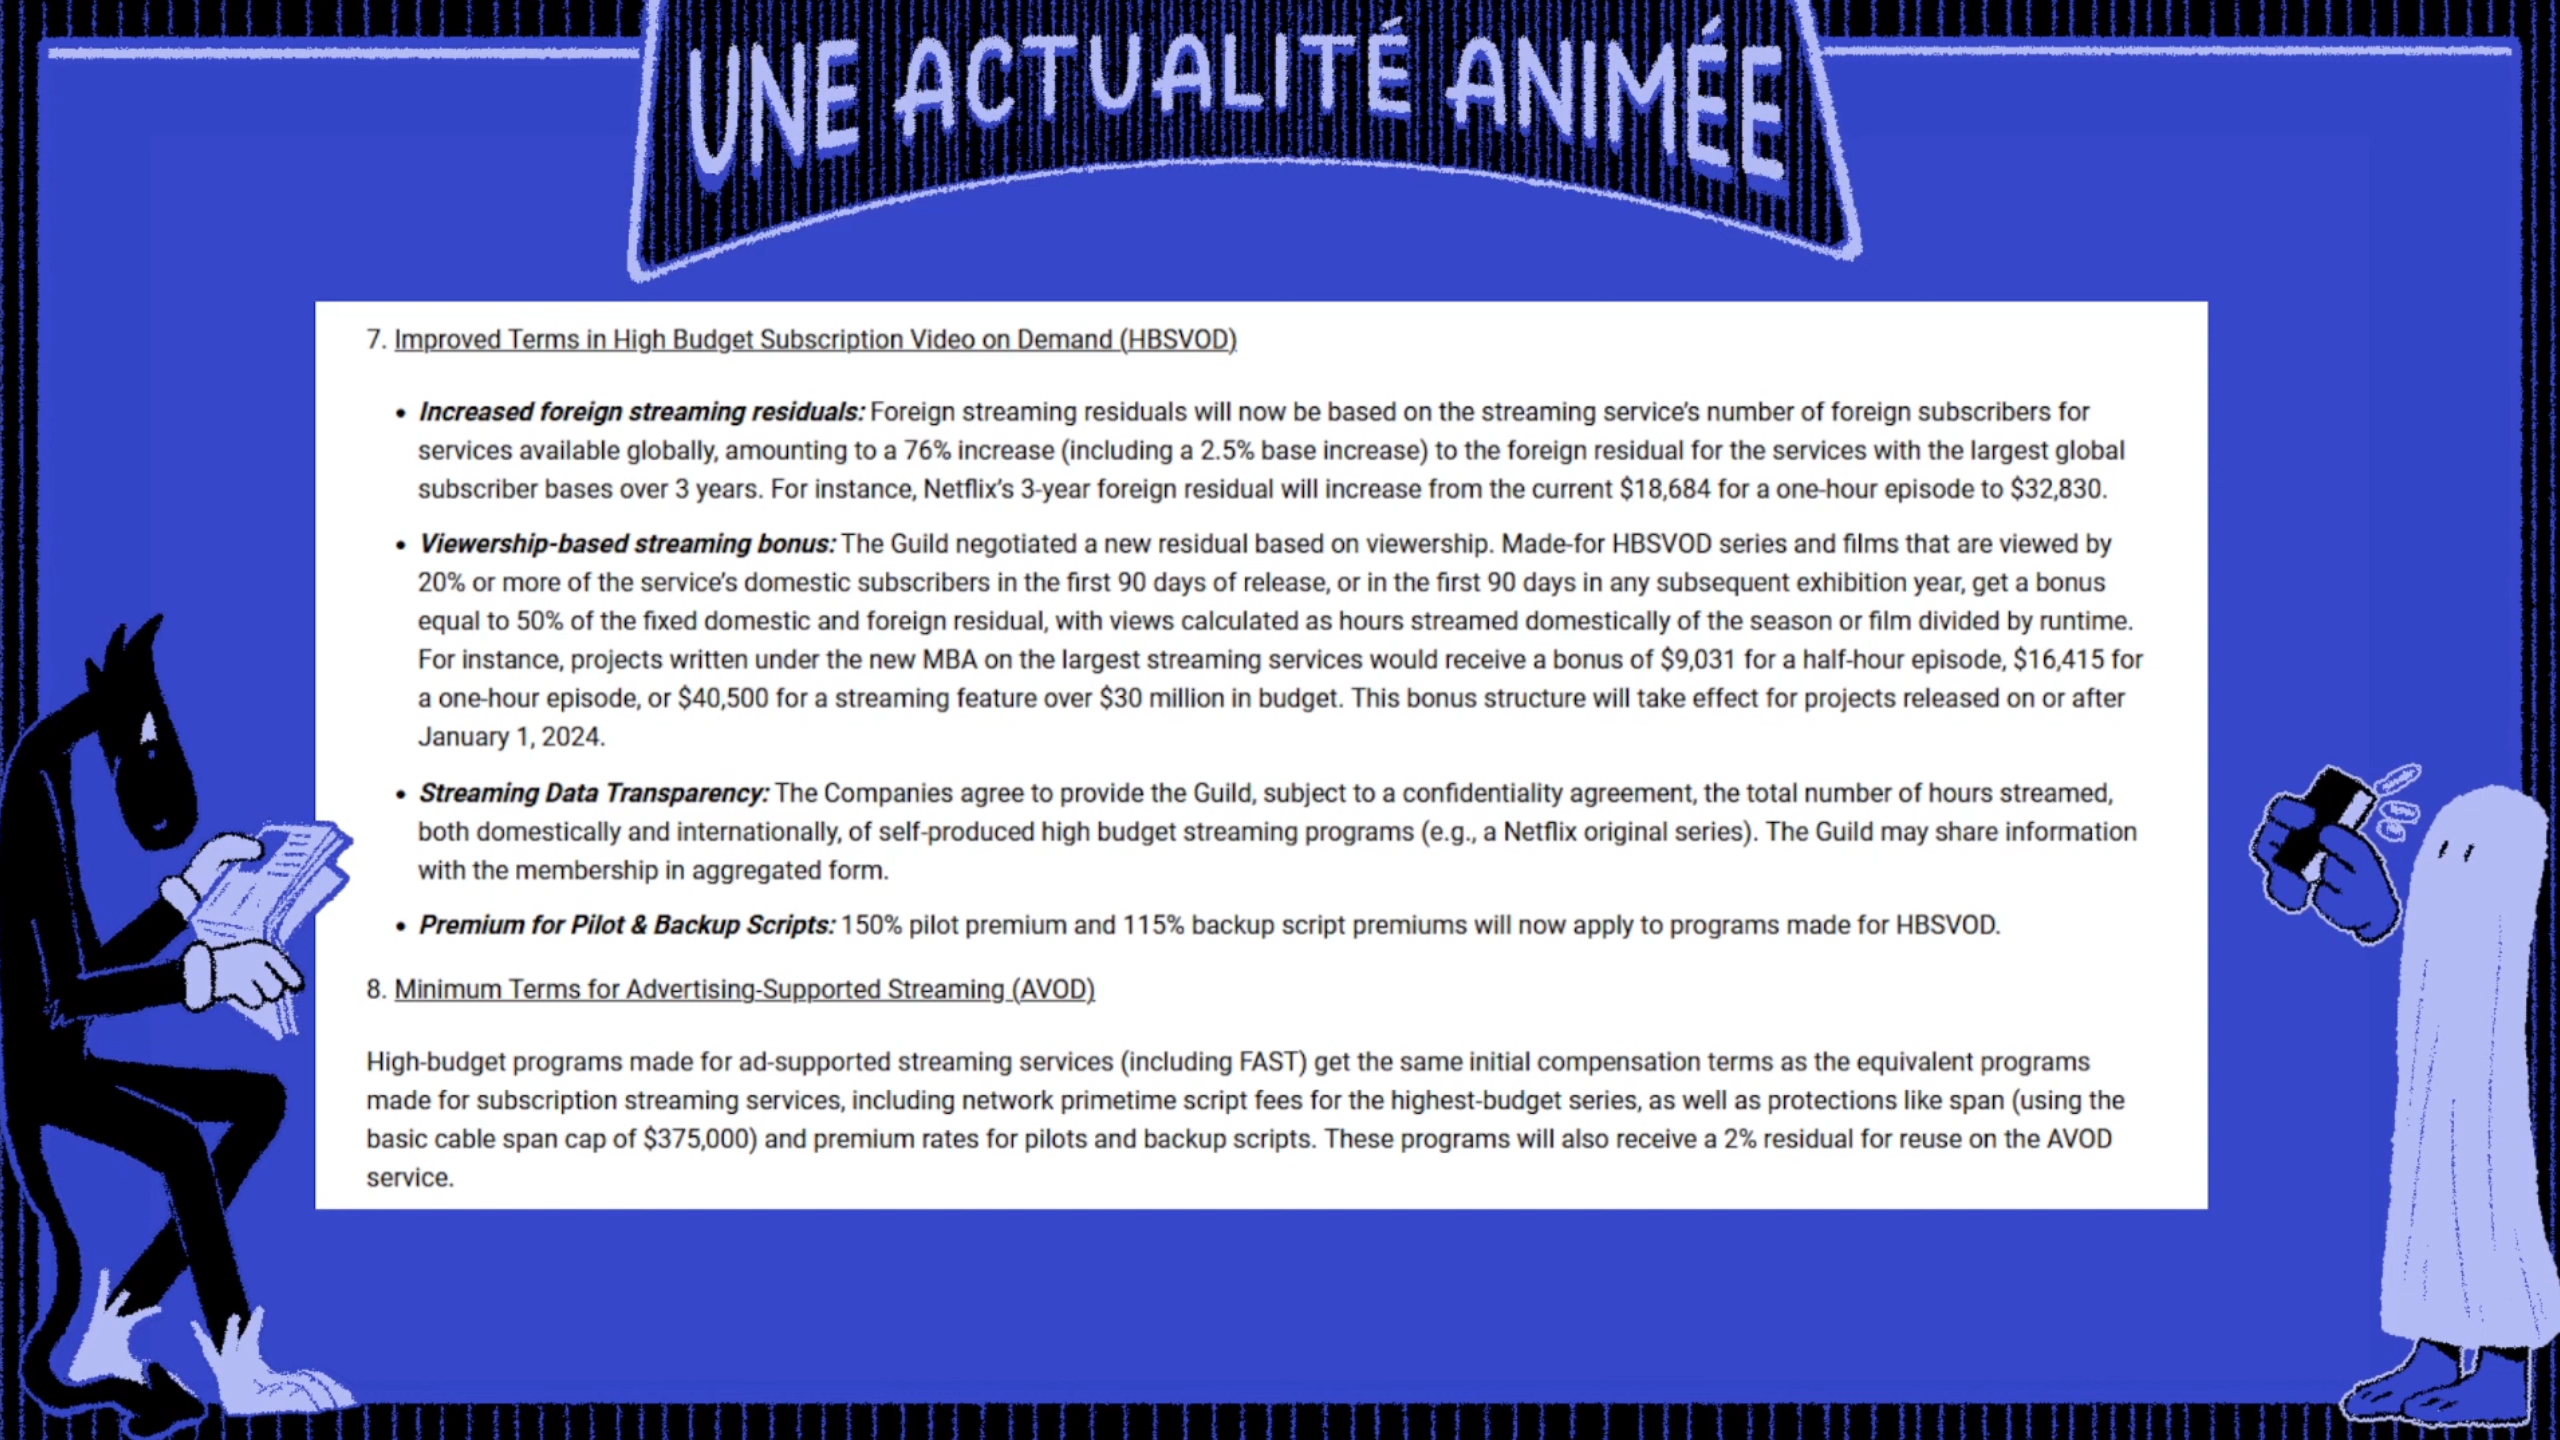 UNE ACTUALITÉ ANIMÉE
7. Improved Terms in High Budget Subscription Video on Demand (HBSVOD)
• Increased foreign streaming residuals: Foreign streaming residuals will now be based on the streaming service's number of foreign subscribers for
services available globally, amounting to a 76% increase (including a 2.5% base increase) to the foreign residual for the services with the largest global
subscriber bases over 3 years. For instance, Netflix's 3-year foreign residual will increase from the current $18,684 for a one-hour episode to $32,830.
• Viewership-based streaming bonus: The Guild negotiated a new residual based on viewership. Made-for HBSVOD series and films that are viewed by
20% or more of the service's domestic subscribers in the first 90 days of release, or in the first 90 days in any subsequent exhibition year, get a bonus
equal to 50% of the fixed domestic and foreign residual, with views calculated as hours streamed domestically of the season or film divided by runtime.
For instance, projects written under the new MBA on the largest streaming services would receive a bonus of $9,031 for a half-hour episode, $16,415 for
a one-hour episode, or $40,500 for a streaming feature over $30 million in budget. This bonus structure will take effect for projects released on or after
January 1, 2024.
• Streaming Data Transparency: The Companies agree to provide the Guild, subject to a confidentiality agreement, the total number of hours streamed,
both domestically and internationally, of self-produced high budget streaming programs (e.g., a Netflix original series). The Guild may share information
with the membership in aggregated form.
• Premium for Pilot & Backup Scripts: 150% pilot premium and 115% backup script premiums will now apply to programs made for HBSVOD.
8. Minimum Terms for Advertising-Supported Streaming (AVOD)
High-budget programs made for ad-supported streaming services (including FAST) get the same initial compensation terms as the equivalent programs
made for subscription streaming services, including network primetime script fees for the highest-budget series, as well as protections like span (using the
basic cable span cap of $375,000) and premium rates for pilots and backup scripts. These programs will also receive a 2% residual for reuse on the AVOD
service.